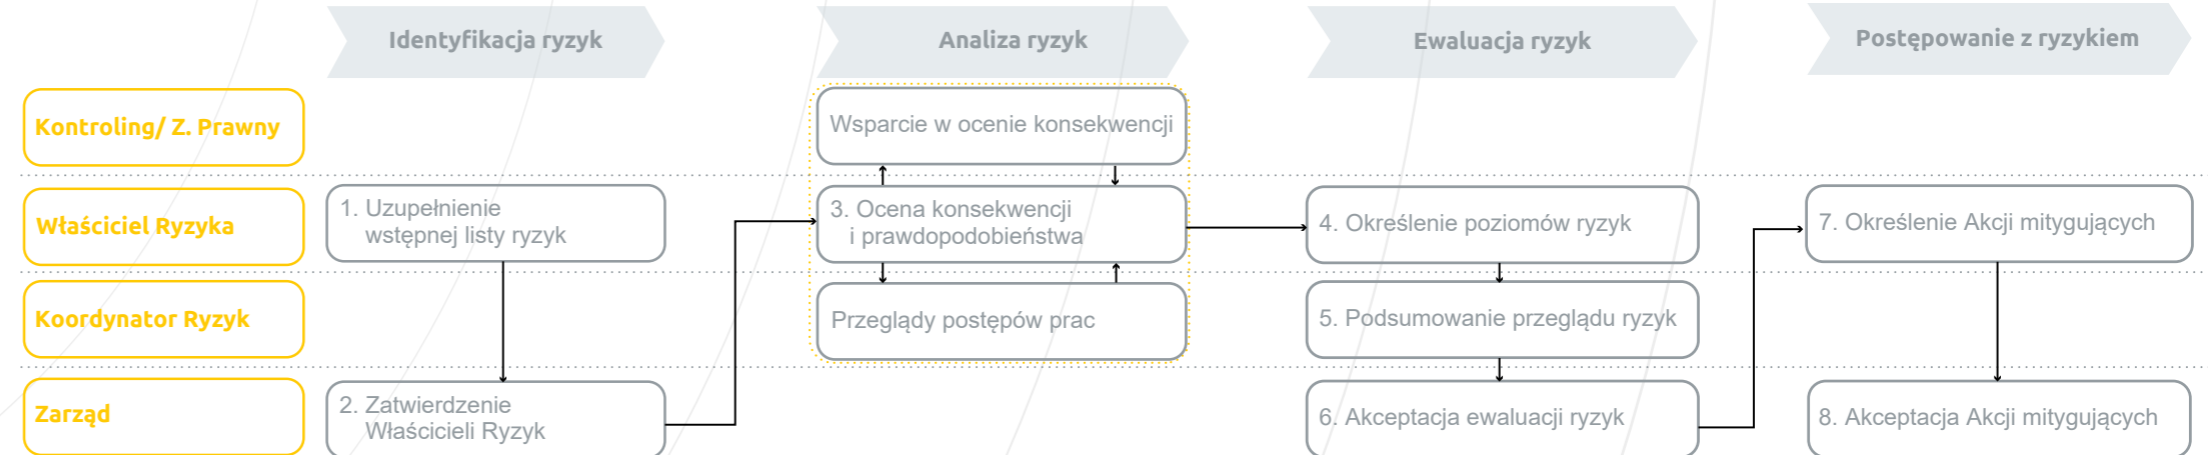 Identyfikacja ryzyk
Analiza ryzyk
Ewaluacja ryzyk
Postępowanie z ryzykiem
Kontroling/ Z. Prawny
Wsparcie w ocenie konsekwencji
Właściciel Ryzyka
1. Uzupełnienie
wstępnej listy ryzyk
3. Ocena konsekwencji
i prawdopodobieństwa
4. Określenie poziomów ryzyk
7. Określenie Akcji mitygujących
Koordynator Ryzyk
Przeglądy postępów prac
5. Podsumowanie przeglądu ryzyk
Zarząd
2. Zatwierdzenie
Właścicieli Ryzyk
6. Akceptacja ewaluacji ryzyk
8. Akceptacja Akcji mitygujących